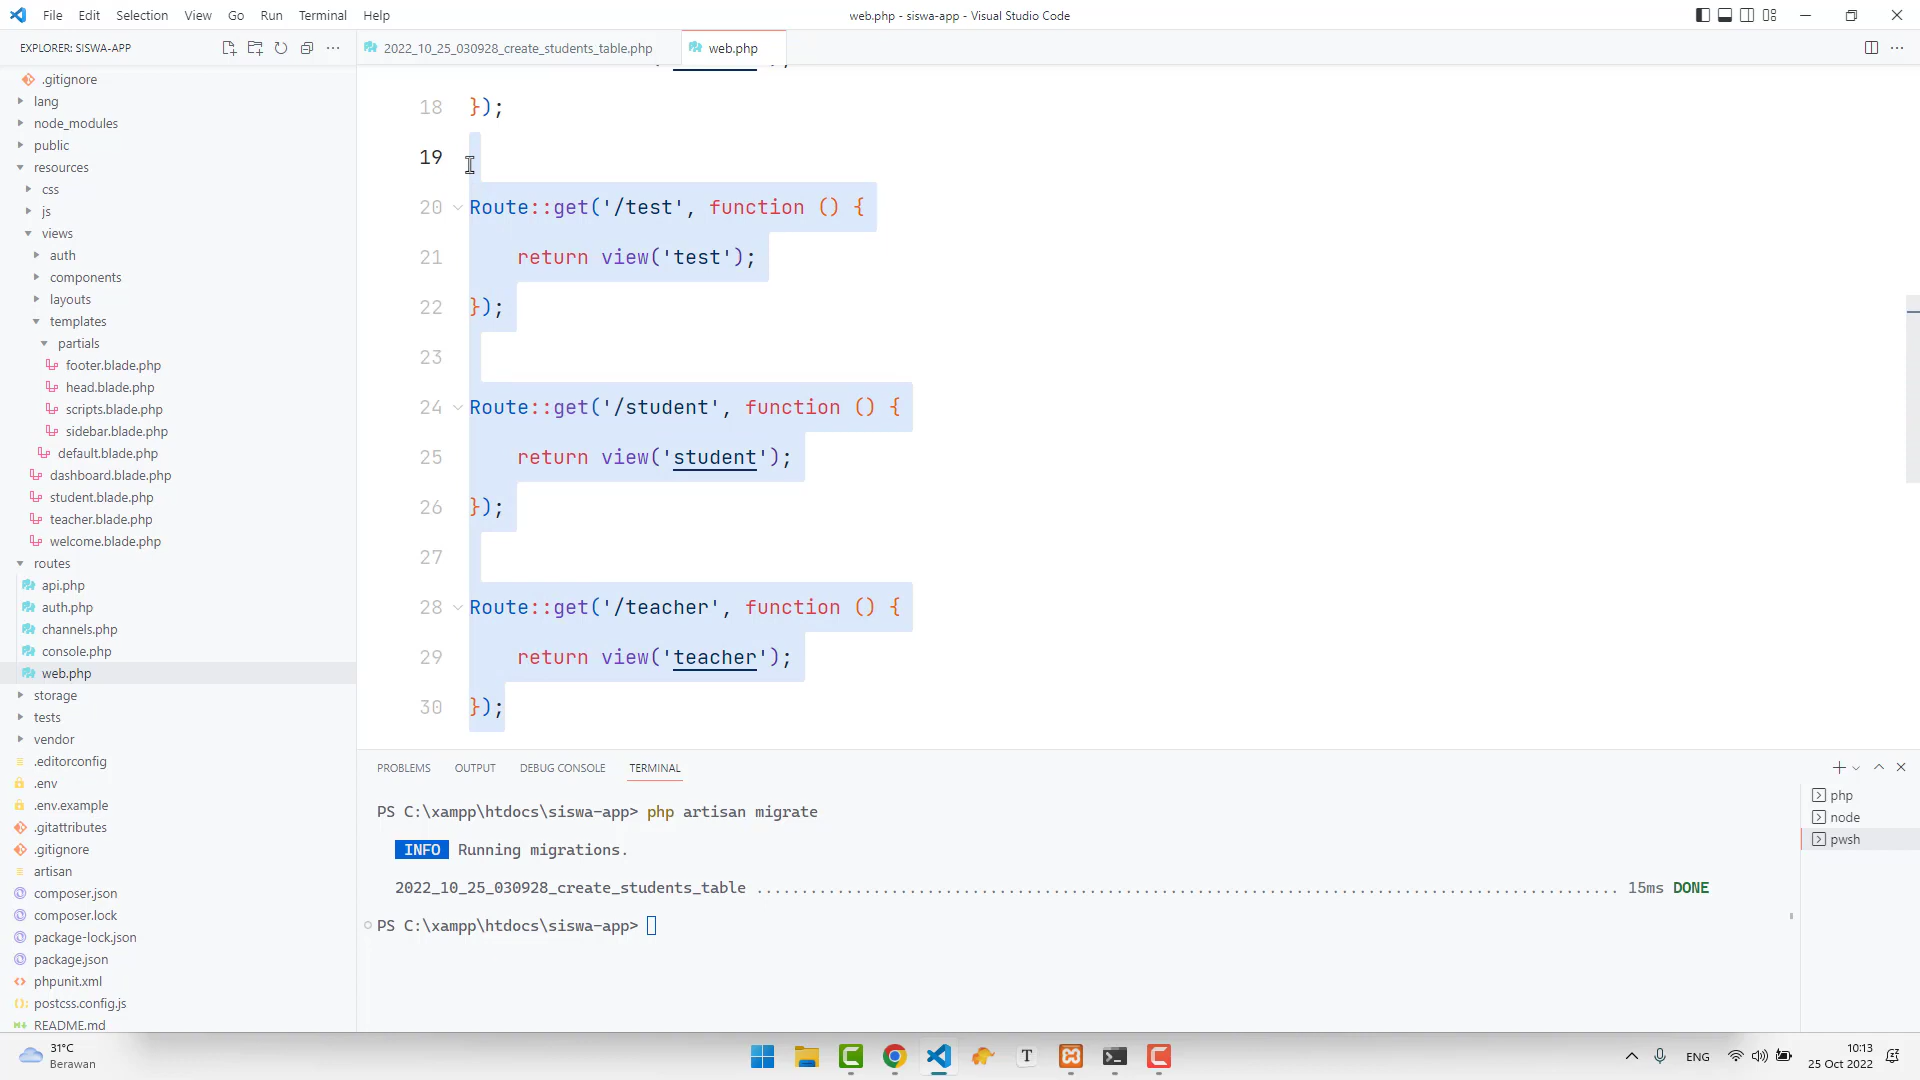 File Edit Selection View Go Run Terminal Help
web.php - siswa-app - Visual Studio Code
EXPLORER: SISWA-APP
.gitignore
lang
node_modules
public
resources
css
js
views
auth
components
layouts
templates
partials
footer.blade.php
head.blade.php
scripts.blade.php
sidebar.blade.php
default.blade.php
dashboard.blade.php
student.blade.php
teacher.blade.php
welcome.blade.php
routes
api.php
auth.php
channels.php
console.php
web.php
storage
tests
vendor
.editorconfig
.env
.env.example
.gitattributes
.gitignore
artisan
composer.json
composer.lock
package-lock.json
package.json
phpunit.xml
postcss.config.js
README.md
2022_10_25_030928_create_students_table.php
web.php
18 });
19
20 Route::get('/test', function () {
21 return view('test');
22 });
23
24 Route::get('/student', function () {
25 return view('student');
26 });
27
28 Route::get('/teacher', function () {
29 return view('teacher');
30 });
PROBLEMS OUTPUT DEBUG CONSOLE TERMINAL
PS C:\xampp\htdocs\siswa-app> php artisan migrate
INFO Running migrations.
2022_10_25_030928_create_students_table ........................................................................................................ 15ms DONE
PS C:\xampp\htdocs\siswa-app>
php
node
pwsh
31°C
Berawan
T
ENG
10:13
25 Oct 2022